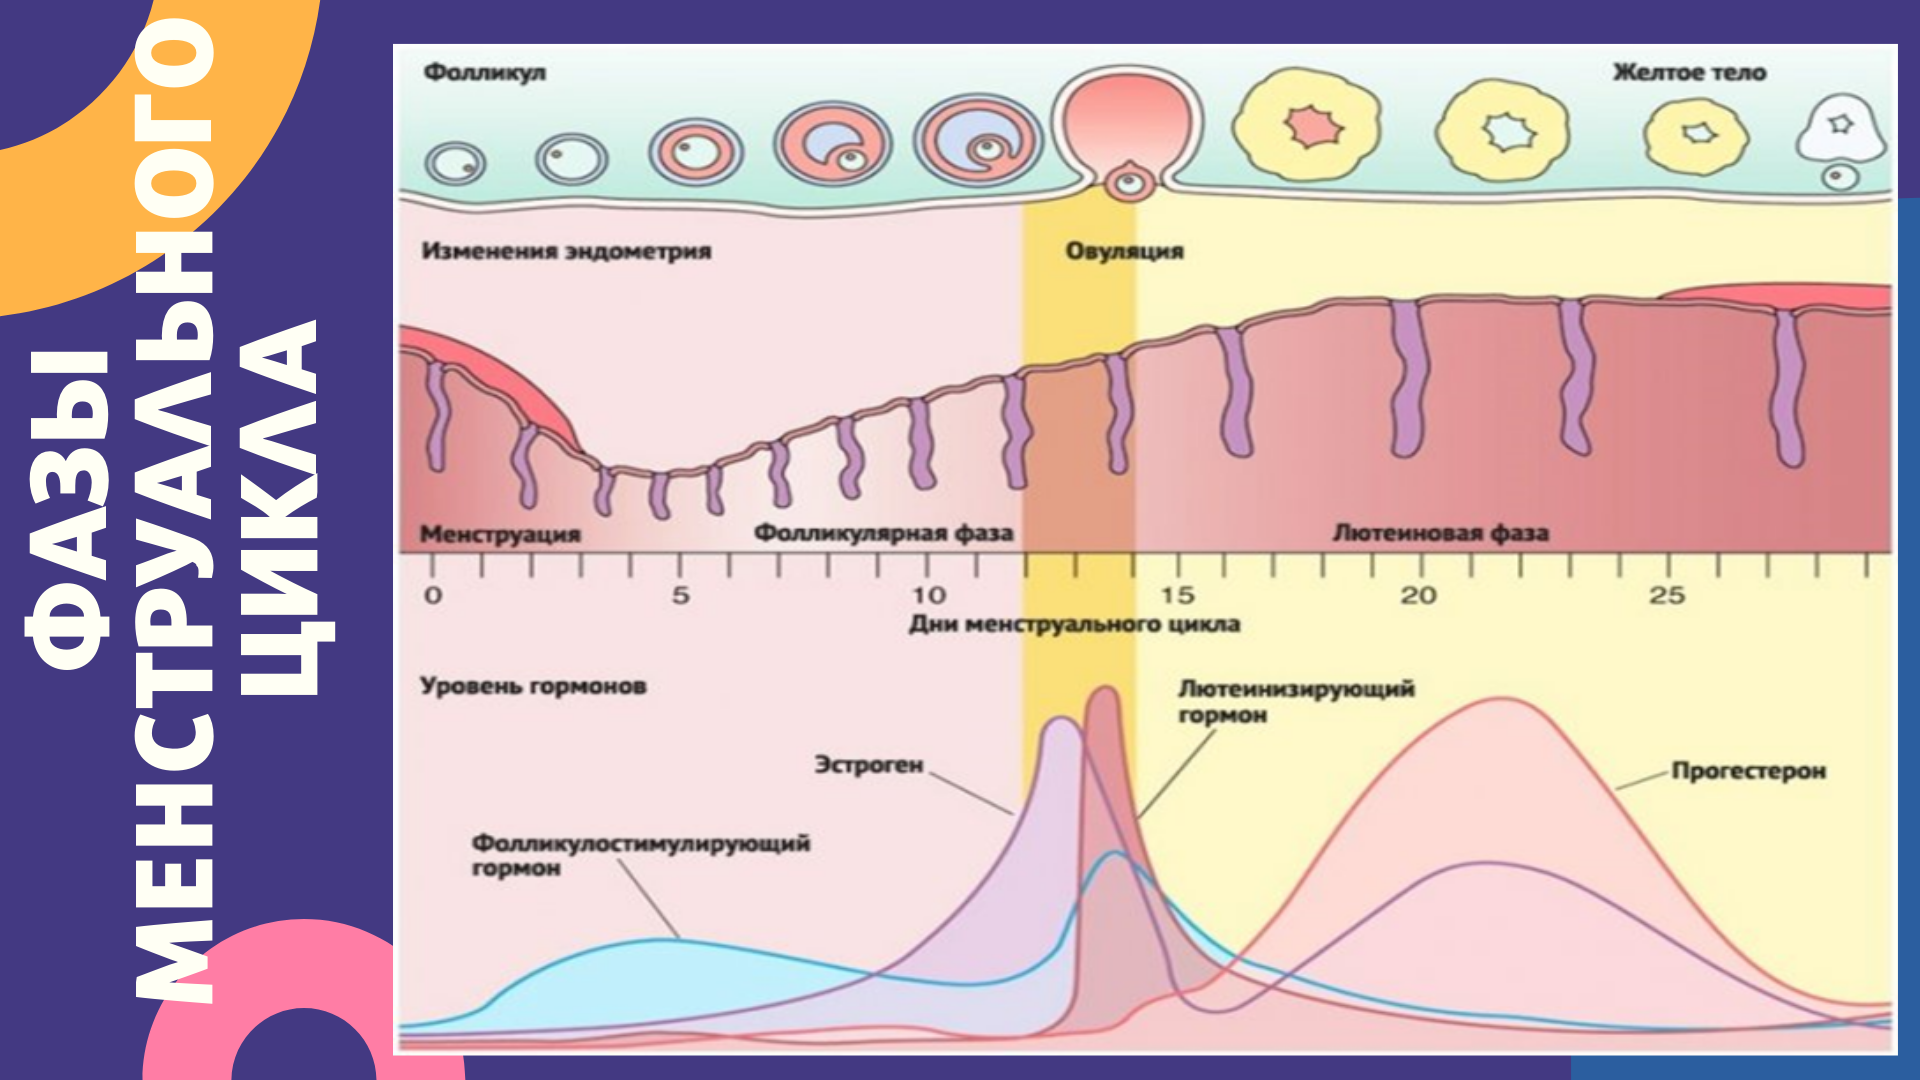 ФАЗЫ
МЕНСТРУАЛЬНОГО
ЦИКЛА
Фолликул
Желтое тело
Изменения эндометрия
Овуляция
Менструация
Фолликулярная фаза
Лютеиновая фаза
0 5 10 15 20 25
Дни менструального цикла
Уровень гормонов
Лютеинизирующий
гормон
Эстроген
Прогестерон
Фолликулостимулирующий
гормон